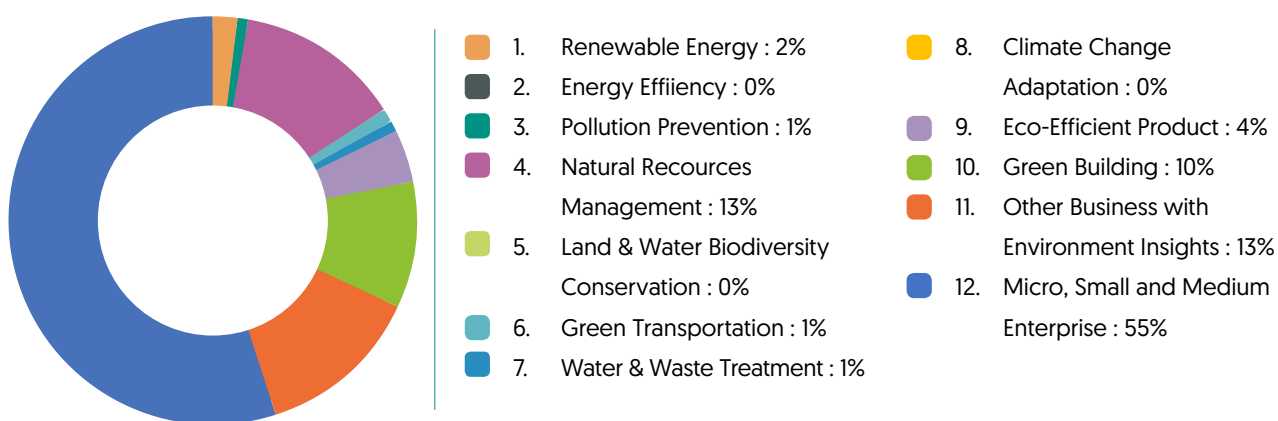 1. Renewable Energy : 2%
2. Energy Effiiency : 0%
3. Pollution Prevention : 1%
4. Natural Recources
Management : 13%
5. Land & Water Biodiversity
Conservation : 0%
6. Green Transportation : 1%
7. Water & Waste Treatment : 1%
8. Climate Change
Adaptation : 0%
9. Eco-Efficient Product : 4%
10. Green Building : 10%
11. Other Business with
Environment Insights : 13%
12. Micro, Small and Medium
Enterprise : 55%